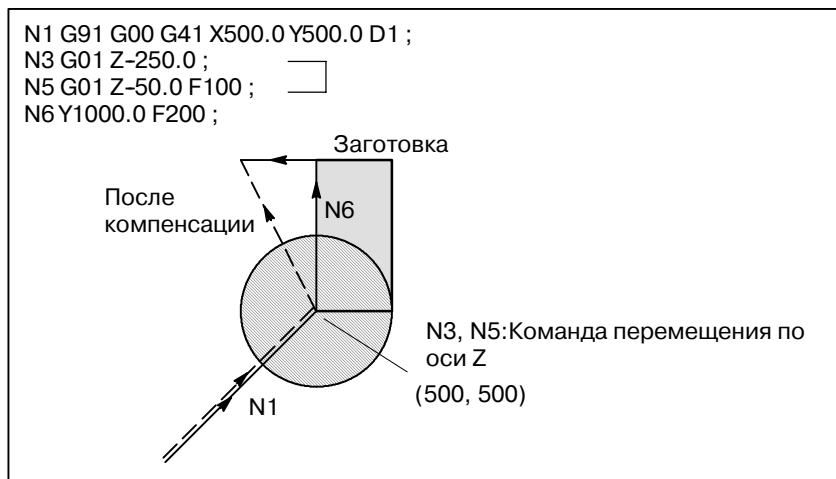 N1 G91 G00 G41 X500.0 Y500.0 D1 ;
N3 G01 Z-250.0 ;
N5 G01 Z-50.0 F100 ;
N6 Y1000.0 F200 ;
Заготовка
После
компенсации
N6
N3, N5:Команда перемещения по
оси Z
(500, 500)
N1